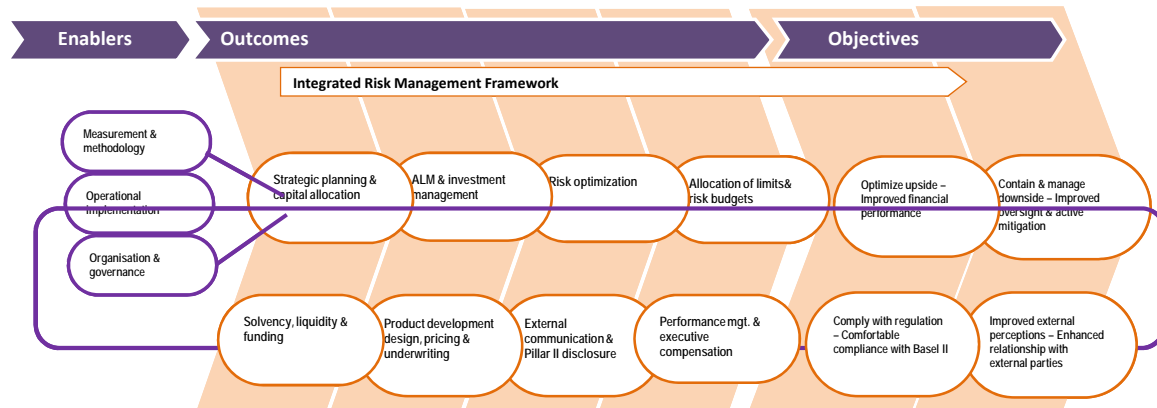 Enablers
Outcomes
Objectives
Integrated Risk Management Framework
Measurement &
methodology
Operational
implementation
Organisation &
governance
Strategic planning &
capital allocation
ALM & investment
management
Risk optimization
Allocation of limits &
risk budgets
Optimize upside –
Improved financial
performance
Contain & manage
downside – Improved
oversight & active
mitigation
Solvency, liquidity &
funding
Product development
design, pricing &
underwriting
External
communication &
Pillar II disclosure
Performance mgt. &
executive
compensation
Comply with regulation
– Comfortable
compliance with Basel II
Improved external
perceptions – Enhanced
relationship with
external parties